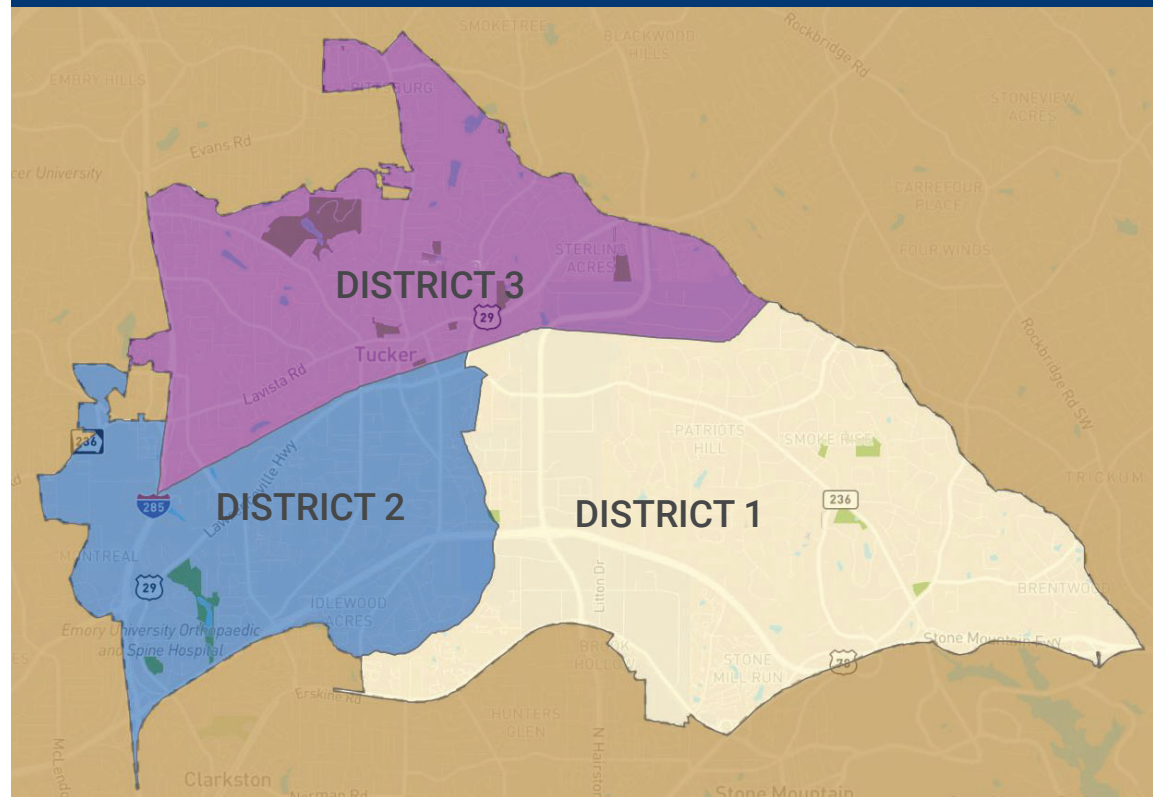 SMOKETREE
BLACKWOOD
HILLS
Rockbridge Rd
EMBRY HILLS
PITTSBURG
STONEVIEW
ACRES
Evans Rd
cer University
CARREFOUR
PLACE
STERLING
ACRES
FOUR WINDS
DISTRICT 3
29
Tucker
Lavista Rd
Rockbridge Rd SW
236
PATRIOTS
HILL
SMOKE RISE
TRICKUM
Lawrenceville Hwy
285
DISTRICT 2
DISTRICT 1
236
MONTREAL
29
IDLEWOOD
ACRES
Litton Dr
BRENTWOOD
Emory University Orthopaedic
and Spine Hospital
BROOK
HOLLOW
STONE
MILL RUN
78
Stone Mountain Fwy
ES
Erskine Rd
HUNTERS
GLEN
N Hairston
McLendo
Clarkston
Norman Rd
Stone Mountain